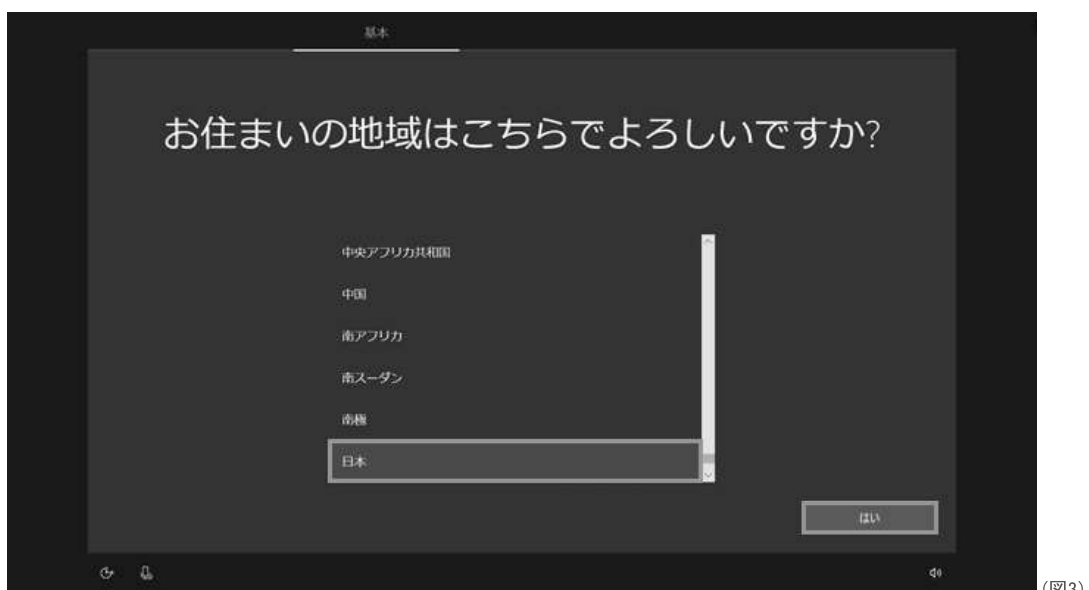 基本
お住まいの地域はこちらでよろしいですか?
中央アフリカ共和国
中国
南アフリカ
南スーダン
南極
日本
はい
(図3)